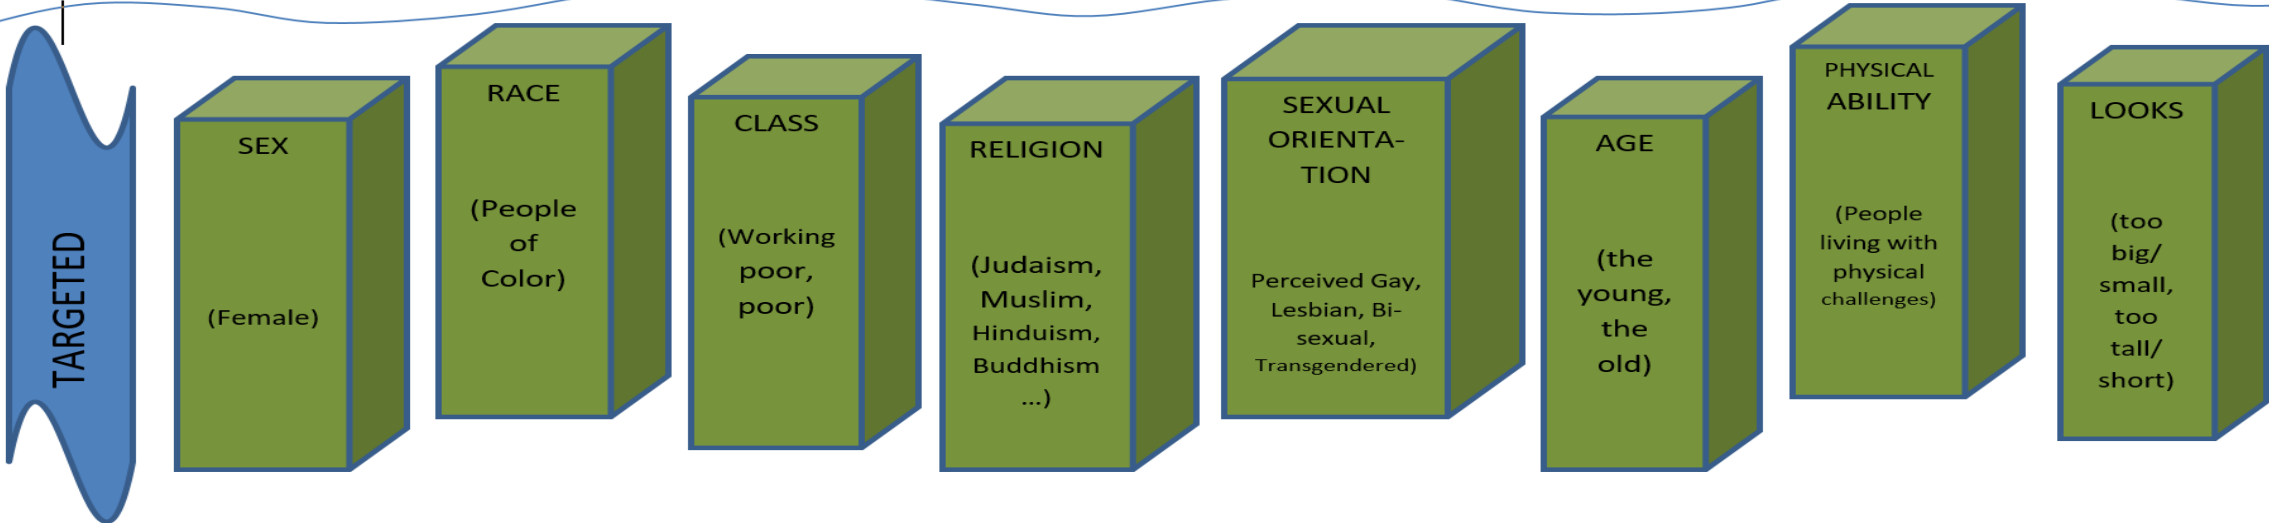 TARGETED
SEX
(Female)
RACE
(People
of
Color)
CLASS
(Working
poor,
poor)
RELIGION
(Judaism,
Muslim,
Hinduism,
Buddhism
...)
SEXUAL
ORIENTA-
TION
Perceived Gay,
Lesbian, Bi-
sexual,
Transgendered)
AGE
(the
young,
the
old)
PHYSICAL
ABILITY
(People
living with
physical
challenges)
LOOKS
(too
big/
small,
too
tall/
short)